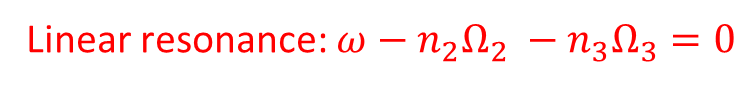 Linear resonance: ω − n₂Ω₂ − n₃Ω₃ = 0